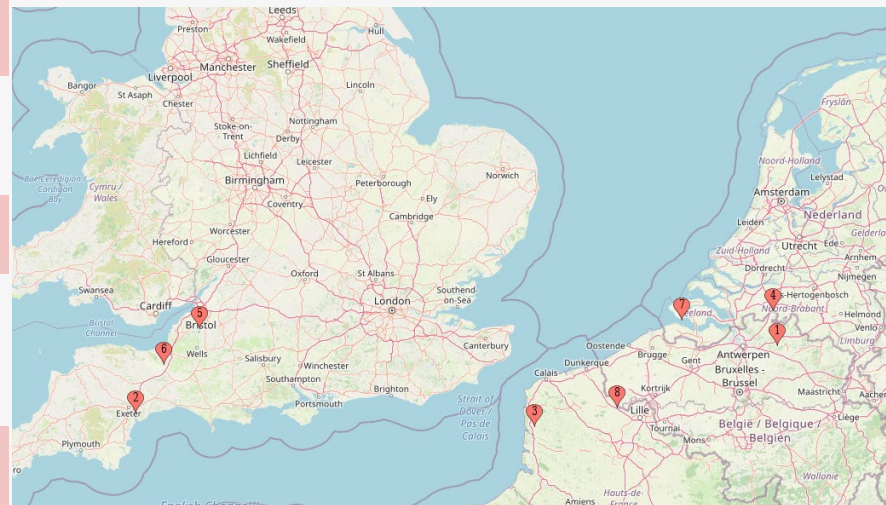 Leeds
Preston
Hull
Wakefield
Manchester
Sheffield
Liverpool
Bangor
St Asaph
Chester
Lincoln
Fryslân
Stoke-on-
Trent
Nottingham
Derby
Noord-Holland
Lichfield
Leicester
Norwich
Lelystad
Birmingham
Peterborough
Cymru /
Wales
Ely
Amsterdam
Coventry
Cambridge
Leiden
Nederland
Worcester
Hereford
Utrecht
Ede
Zuid-Holland
Gloucester
Arnhem
Dordrecht
Oxford
St Albans
Nijmegen
Swansea
Southend-
on-Sea
4
's-Hertogenbosch
Cardiff
London
7
Noord-Brabant
5
Helmond
Bristol
Bristol
Channel
1
Venlo
Canterbury
Oostende
6
Wells
Brugge
Antwerpen
Limburg
Salisbury
Winchester
Dunkerque
Gent
Calais
Bruxelles -
Brussel
Southampton
Brighton
Kortrijk
Maastricht
Portsmouth
Strait of
Dover /
Pas de
Calais
8
2
Exeter
3
Lille
Liège
Tournai
België / Belgique /
Belgien
Plymouth
Mons
Wallonie
Hauts-de-
Amiens